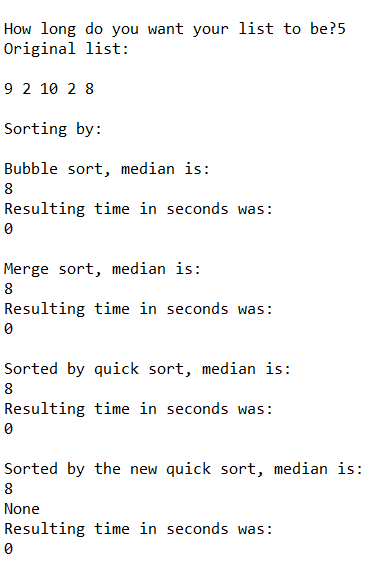 How long do you want your list to be?5
Original list:
9 2 10 2 8
Sorting by:
Bubble sort, median is:
8
Resulting time in seconds was:
0
Merge sort, median is:
8
Resulting time in seconds was:
0
Sorted by quick sort, median is:
8
Resulting time in seconds was:
0
Sorted by the new quick sort, median is:
8
None
Resulting time in seconds was:
0